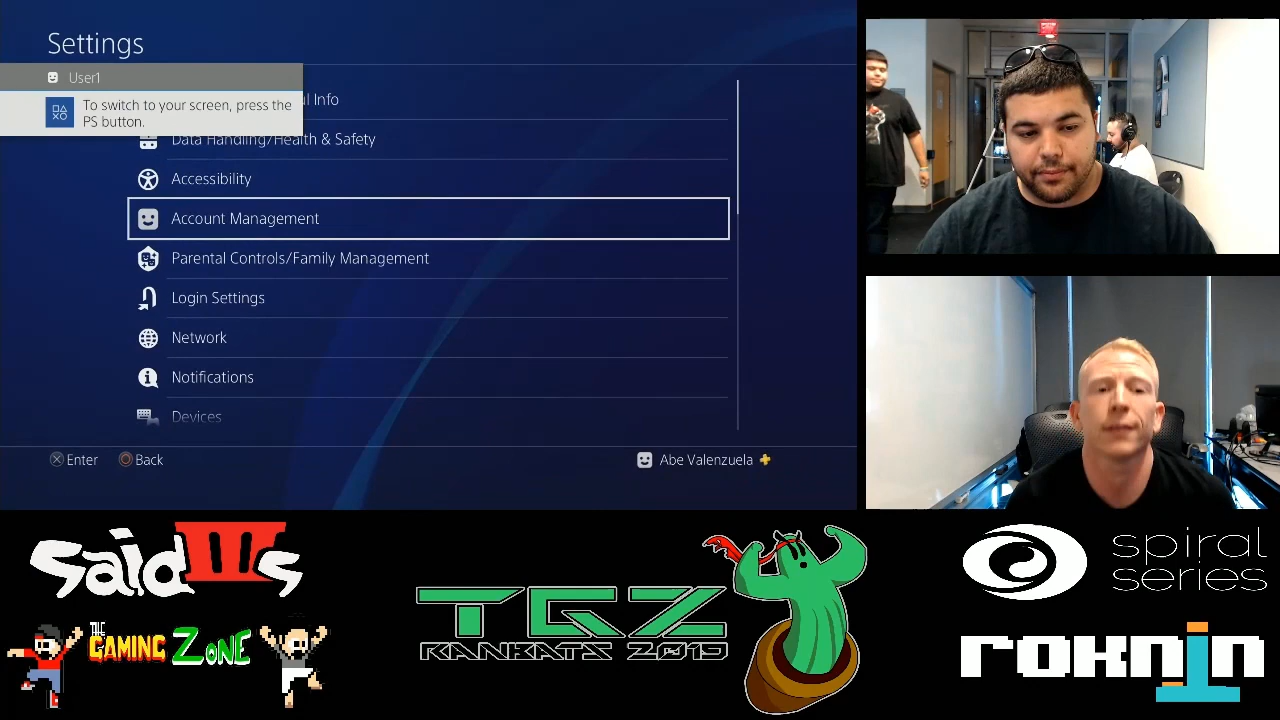 Settings
User1
To switch to your screen, press the
PS button.
ul Info
Data Handling/Health & Safety
Accessibility
Account Management
Parental Controls/Family Management
Login Settings
Network
Notifications
Devices
Enter
Back
Abe Valenzuela
SaidIIIs
THE
GAMING ZONE
TGZ
RANBATS 2019
spiral
series
ROKNIN